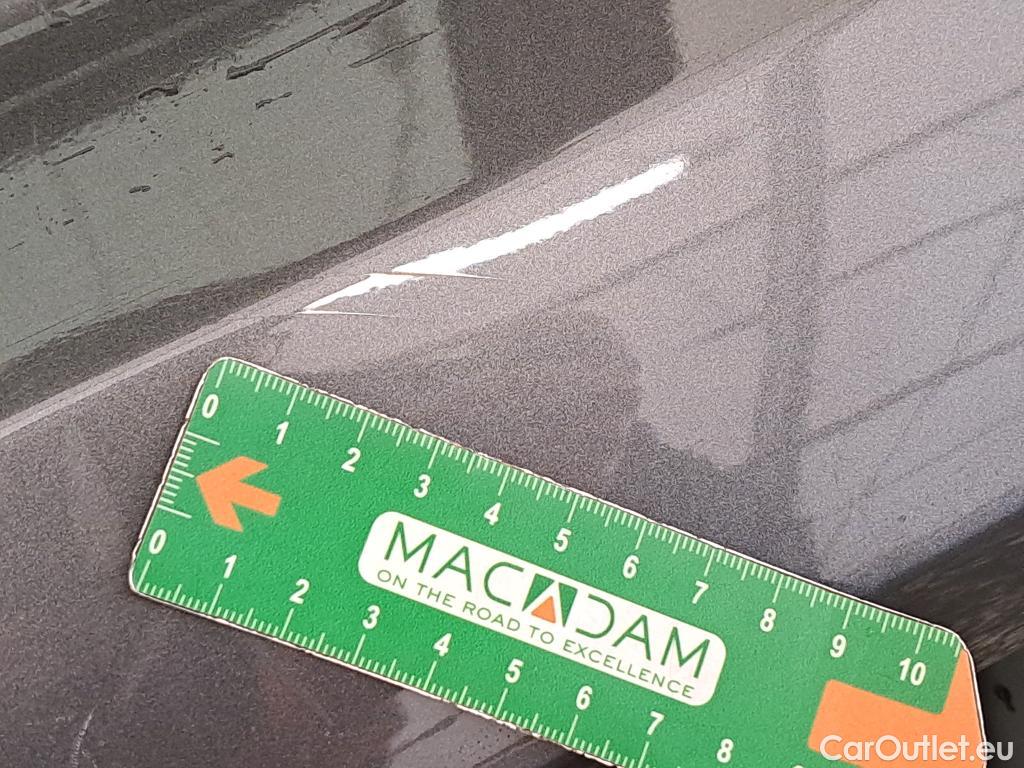 0 1 2 3 4 5 6 7 8 9 10
MACADAM
ON THE ROAD TO EXCELLENCE
0 1 2 3 4 5 6 7 8
CarOutlet.eu